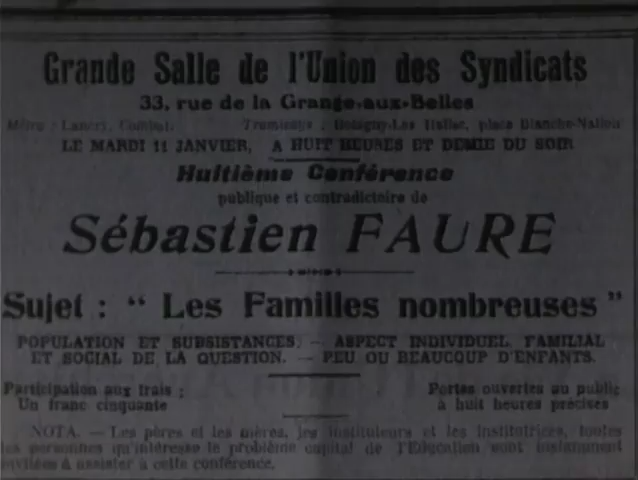 Grande Salle de l'Union des Syndicats
33, rue de la Grange-aux-Belles
Métro : Lancry, Combat. Tramways : Bobigny-Les Halles, place Blanche-Nation
LE MARDI 11 JANVIER, A HUIT HEURES ET DEMIE DU SOIR
Huitième Conférence
publique et contradictoire de
Sébastien FAURE
Sujet : " Les Familles nombreuses "
POPULATION ET SUBSISTANCES. — ASPECT INDIVIDUEL, FAMILIAL
ET SOCIAL DE LA QUESTION. — PEU OU BEAUCOUP D'ENFANTS.
Participation aux frais : Portes ouvertes au public
Un franc cinquante à huit heures précises
NOTA. — Les pères et les mères, les instituteurs et les institutrices, toutes
les personnes qu'intéresse le problème capital de l'Education sont instamment
invitées à assister à cette conférence.